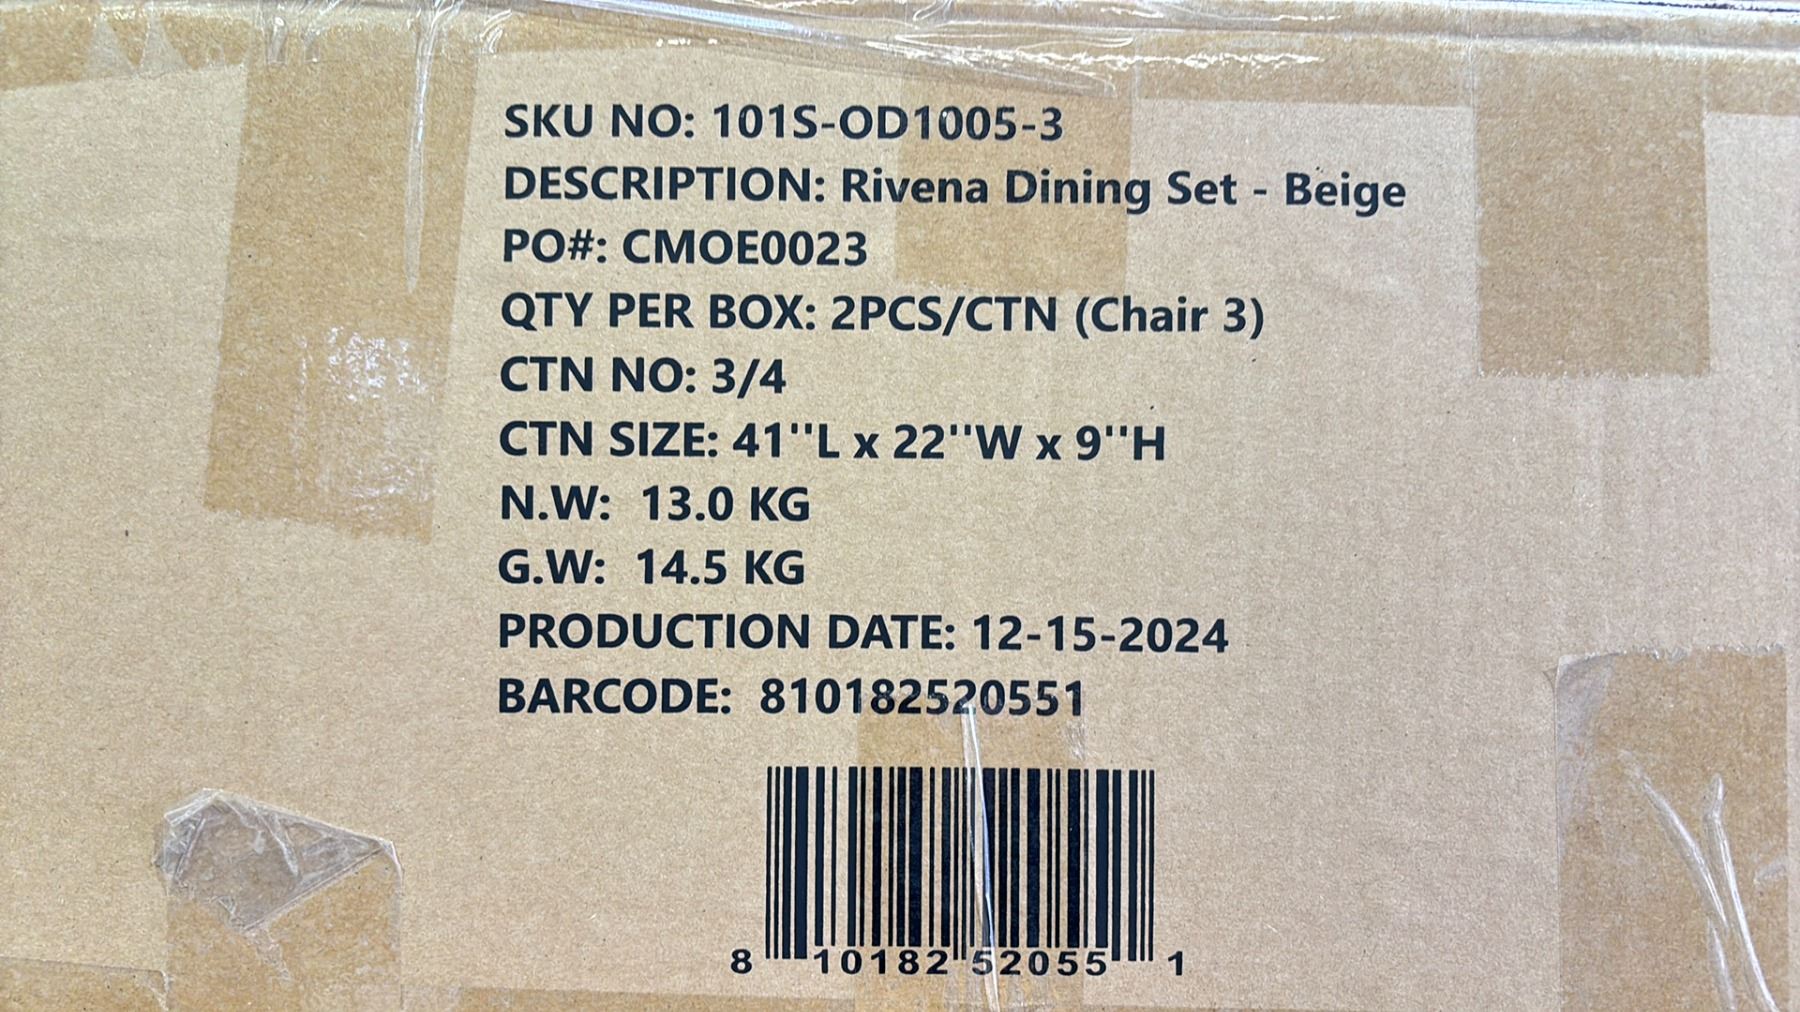 SKU NO: 101S-OD1005-3
DESCRIPTION: Rivena Dining Set - Beige
PO#: CMOE0023
QTY PER BOX: 2PCS/CTN (Chair 3)
CTN NO: 3/4
CTN SIZE: 41''L x 22''W x 9''H
N.W: 13.0 KG
G.W: 14.5 KG
PRODUCTION DATE: 12-15-2024
BARCODE: 810182520551
8 10182 52055 1